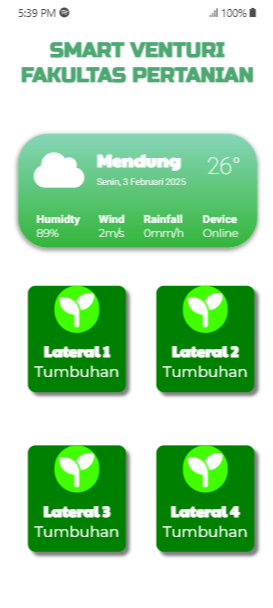 5:39 PM
100%
SMART VENTURI
FAKULTAS PERTANIAN
Mendung
26°
Senin, 3 Februari 2025
Humidty Wind Rainfall Device
89% 2m/s 0mm/h Online
Lateral 1
Tumbuhan
Lateral 2
Tumbuhan
Lateral 3
Tumbuhan
Lateral 4
Tumbuhan